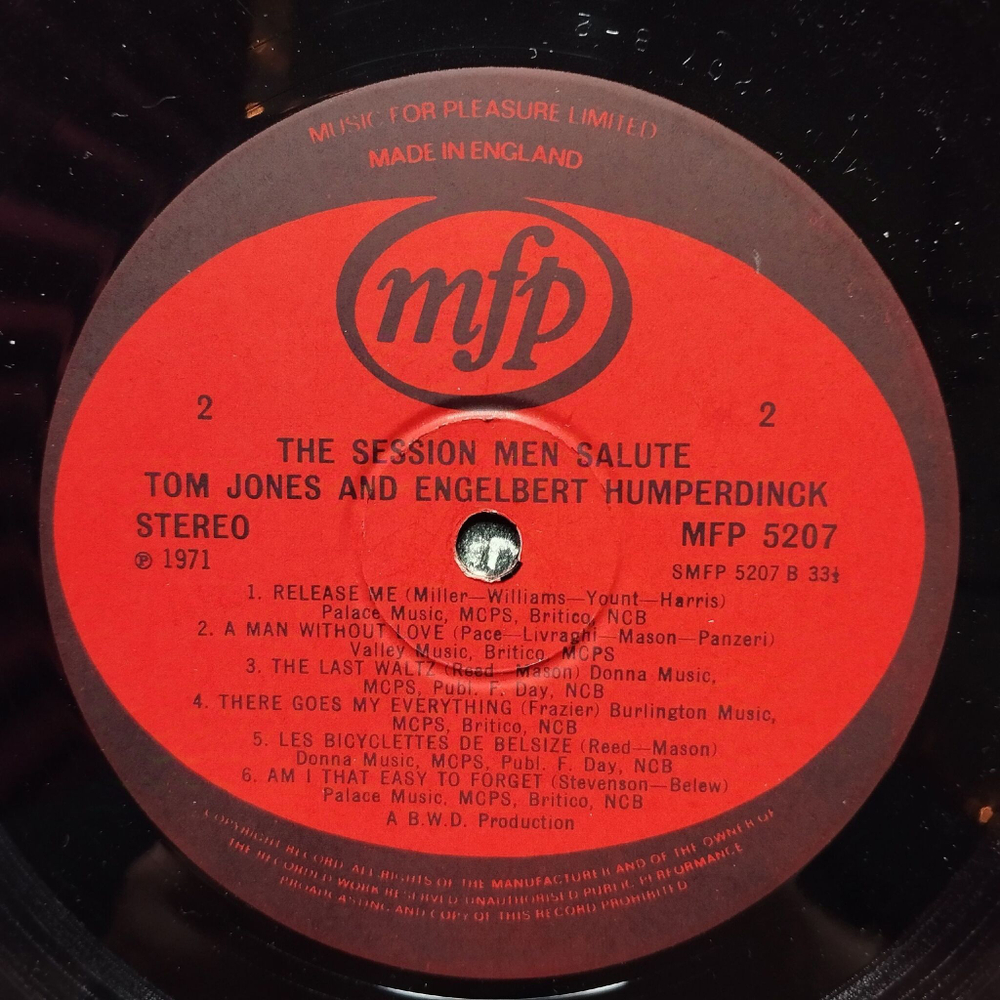 MUSIC FOR PLEASURE LIMITED
MADE IN ENGLAND
mfp
2 2
THE SESSION MEN SALUTE
TOM JONES AND ENGELBERT HUMPERDINCK
STEREO MFP 5207
℗ 1971 SMFP 5207 B 33⅓
1. RELEASE ME (Miller—Williams—Yount—Harris)
Palace Music, MCPS, Britico, NCB
2. A MAN WITHOUT LOVE (Pace—Livraghi—Mason—Panzeri)
Valley Music, Britico, MCPS
3. THE LAST WALTZ (Reed—Mason) Donna Music,
MCPS, Publ. F. Day, NCB
4. THERE GOES MY EVERYTHING (Frazier) Burlington Music,
MCPS, Britico, NCB
5. LES BICYCLETTES DE BELSIZE (Reed—Mason)
Donna Music, MCPS, Publ. F. Day, NCB
6. AM I THAT EASY TO FORGET (Stevenson—Belew)
Palace Music, MCPS, Britico, NCB
A B.W.D. Production
COPYRIGHT RECORD. ALL RIGHTS OF THE MANUFACTURER AND OF THE OWNER OF
THE RECORDED WORK RESERVED UNAUTHORISED PUBLIC PERFORMANCE
BROADCASTING AND COPY OF THIS RECORD PROHIBITED